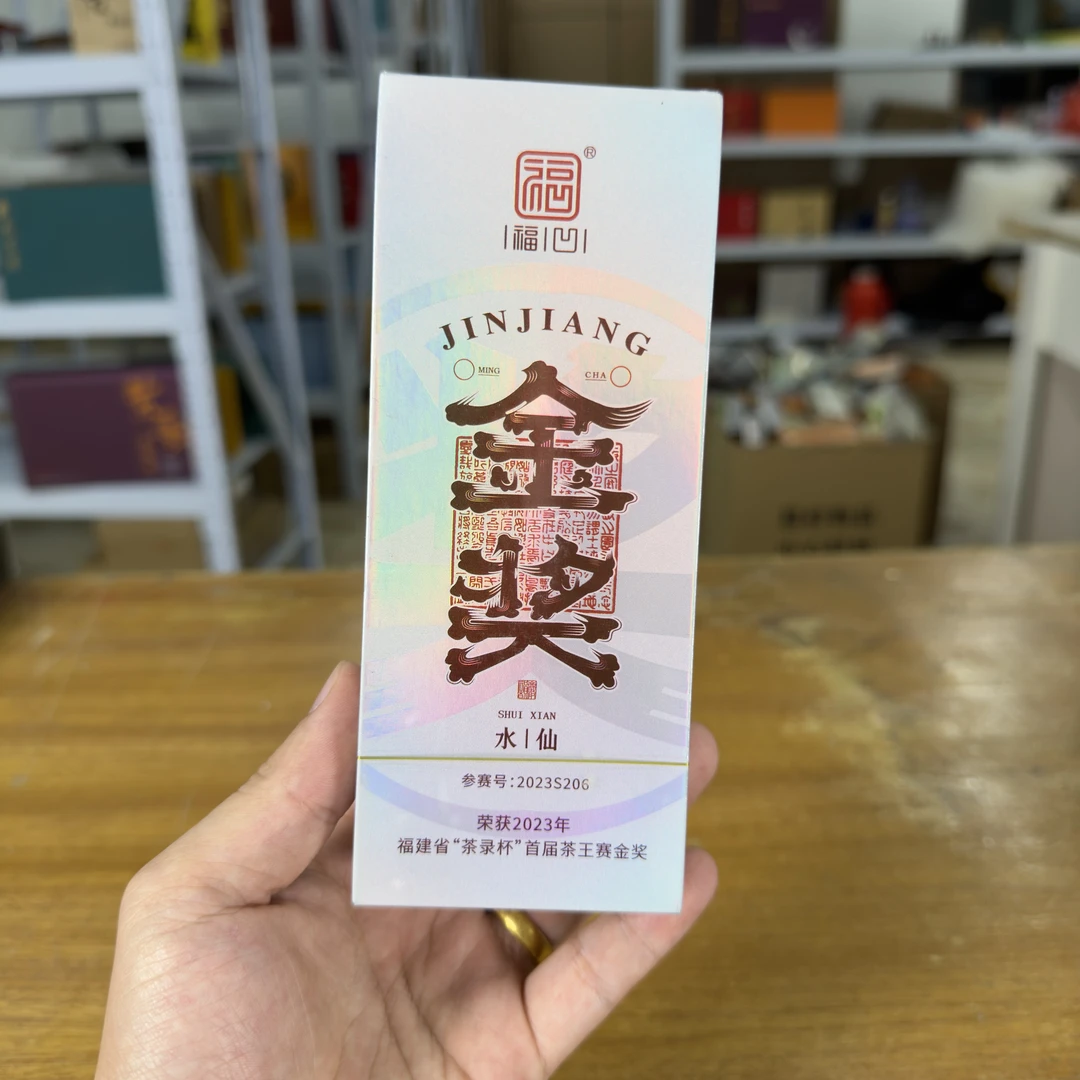 福
®
福|凹
JINJIANG
MING CHA
金奖
SHUI XIAN
水|仙
参赛号:2023S206
荣获2023年
福建省“茶录杯”首届茶王赛金奖